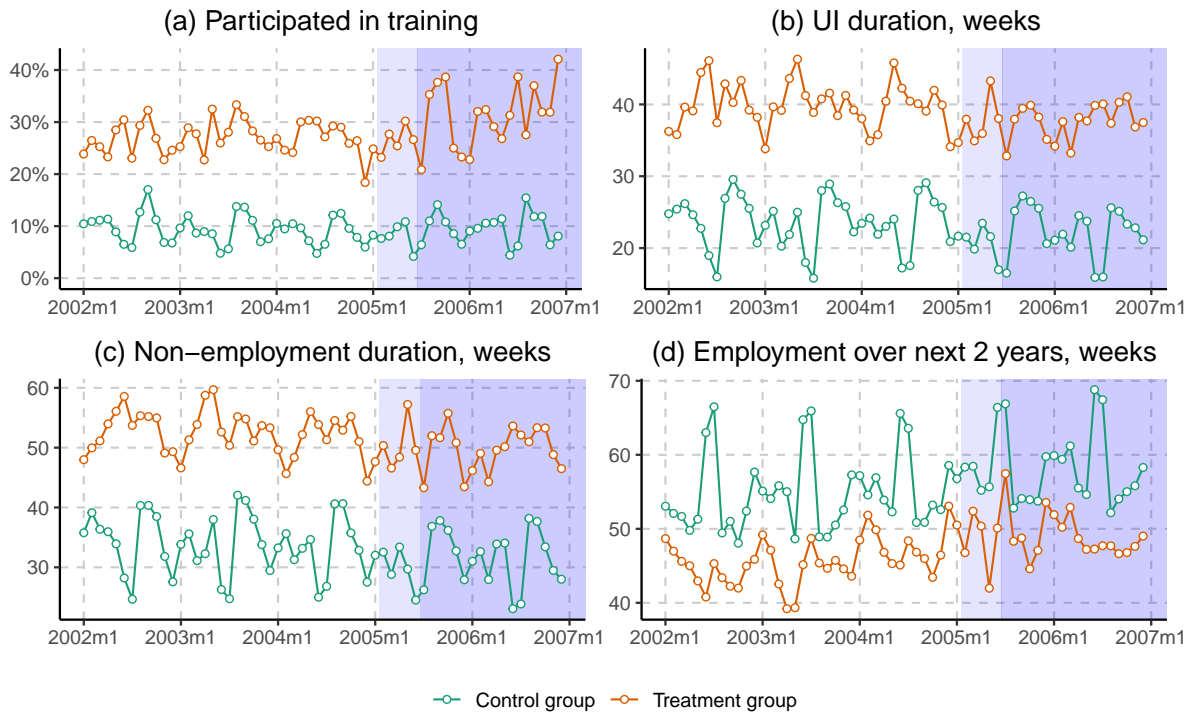 (a) Participated in training
(b) UI duration, weeks
40%
30%
20%
10%
0%
2002m1 2003m1 2004m1 2005m1 2006m1 2007m1
40
30
20
2002m1 2003m1 2004m1 2005m1 2006m1 2007m1
(c) Non−employment duration, weeks
(d) Employment over next 2 years, weeks
60
50
40
30
2002m1 2003m1 2004m1 2005m1 2006m1 2007m1
70
60
50
40
2002m1 2003m1 2004m1 2005m1 2006m1 2007m1
Control group Treatment group